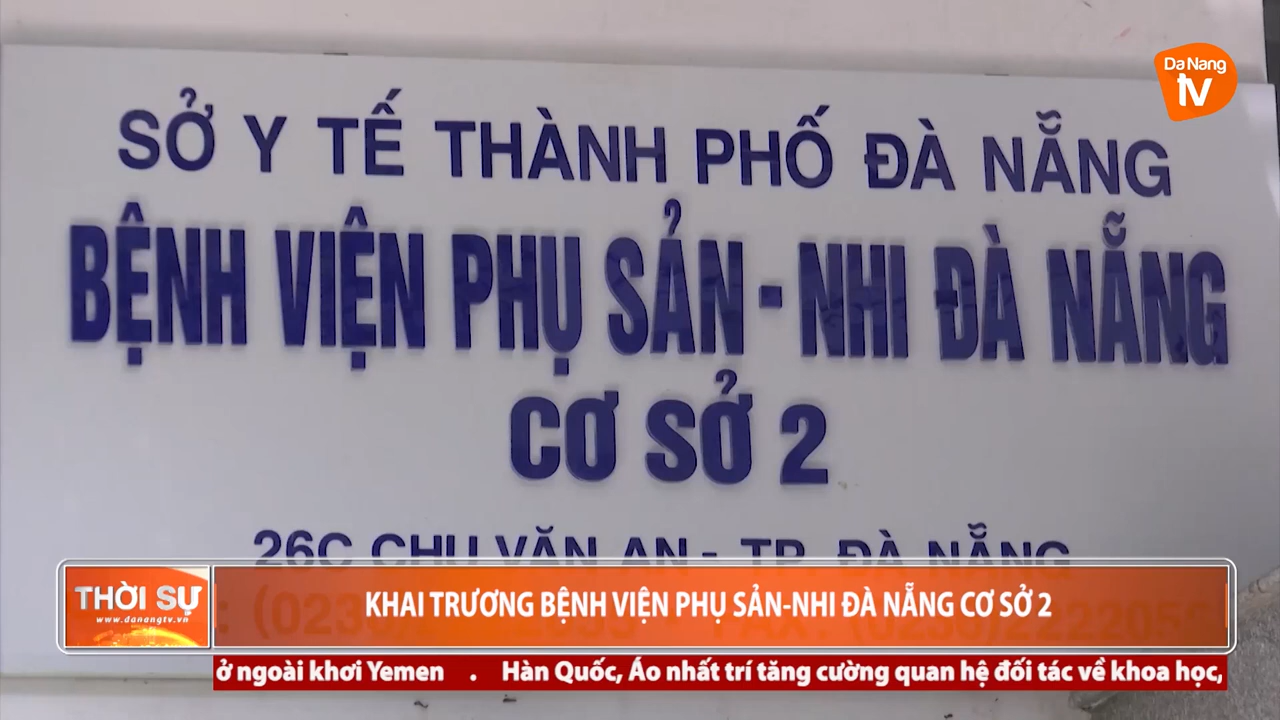 Da Nang
tv
SỞ Y TẾ THÀNH PHỐ ĐÀ NẴNG
BỆNH VIỆN PHỤ SẢN - NHI ĐÀ NẴNG
CƠ SỞ 2
26C CHU VĂN AN - TP. ĐÀ NẴNG
THỜI SỰ
www.danangtv.vn
KHAI TRƯƠNG BỆNH VIỆN PHỤ SẢN-NHI ĐÀ NẴNG CƠ SỞ 2
ở ngoài khơi Yemen . Hàn Quốc, Áo nhất trí tăng cường quan hệ đối tác về khoa học,